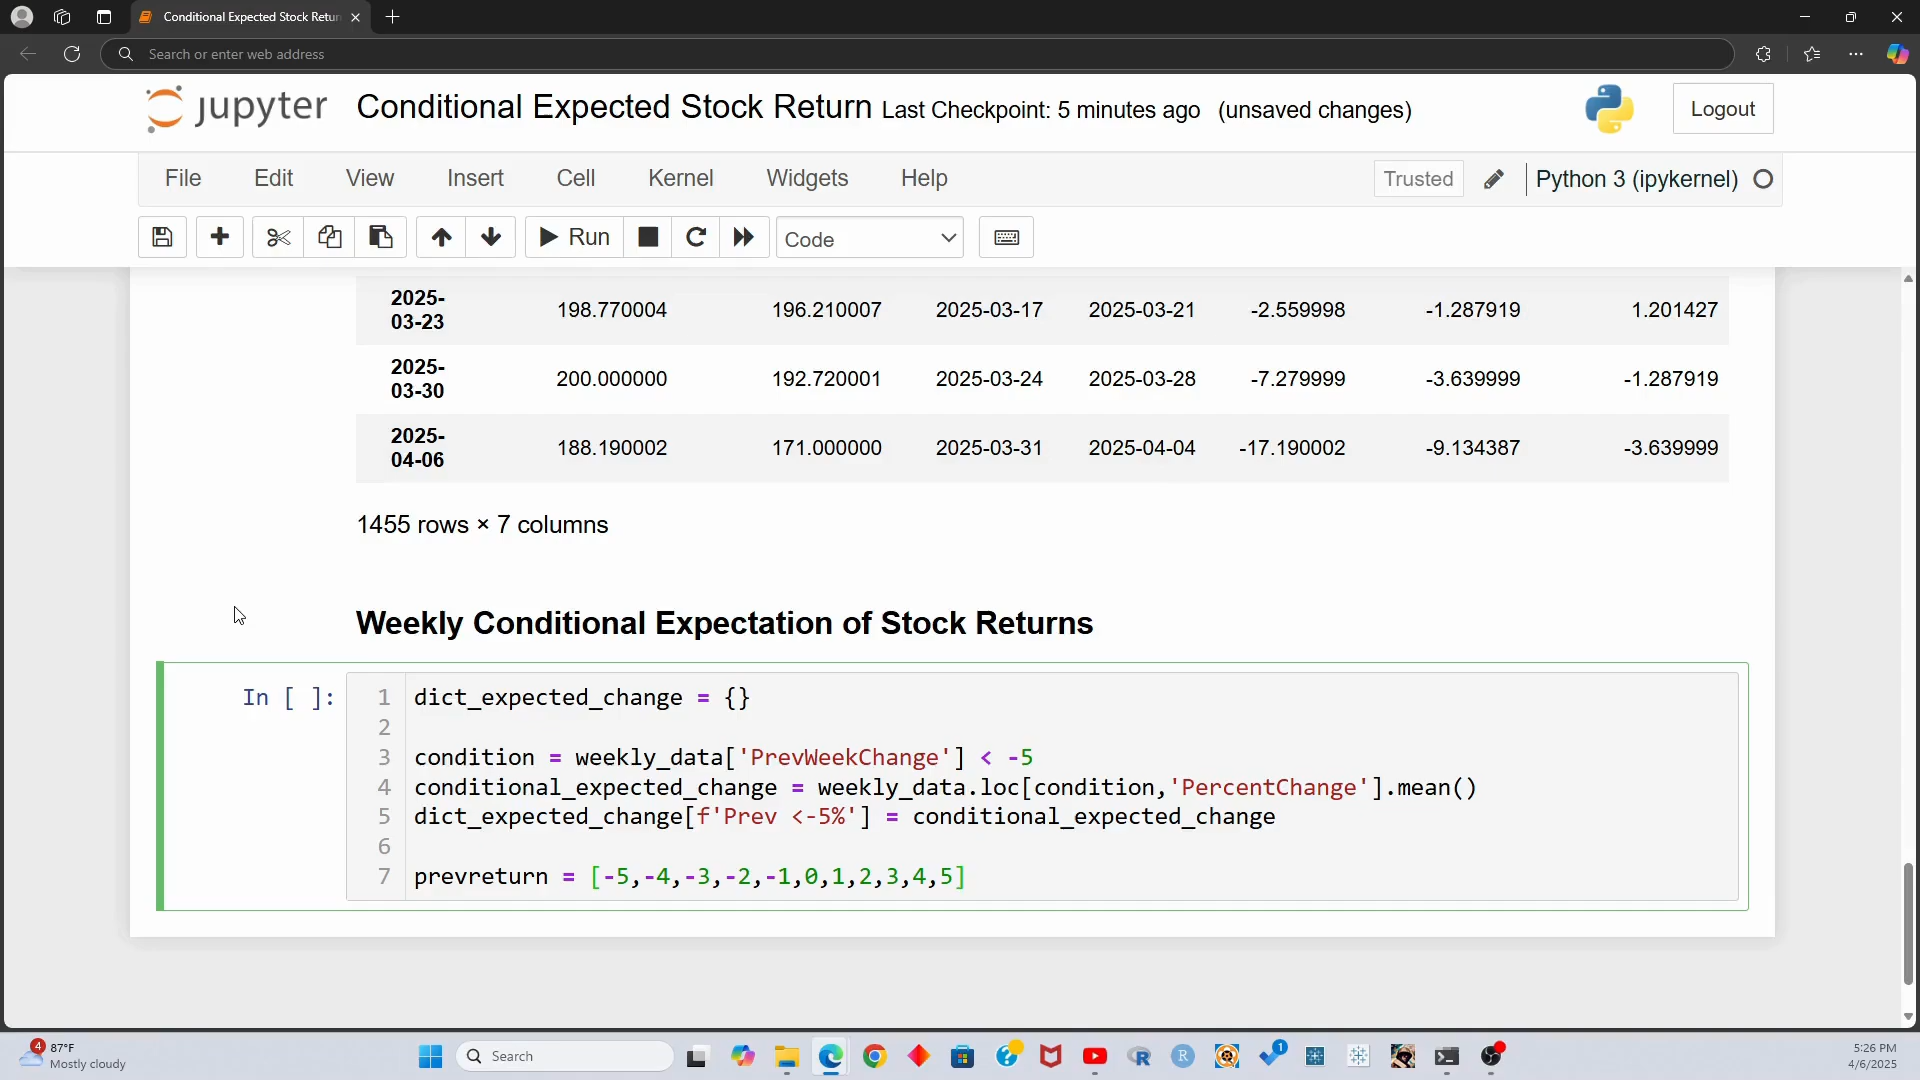 Conditional Expected Stock Retur
Search or enter web address
jupyter Conditional Expected Stock Return Last Checkpoint: 5 minutes ago (unsaved changes)
Logout
File Edit View Insert Cell Kernel Widgets Help
Trusted Python 3 (ipykernel)
Run Code
2025-
03-23 198.770004 196.210007 2025-03-17 2025-03-21 -2.559998 -1.287919 1.201427
2025-
03-30 200.000000 192.720001 2025-03-24 2025-03-28 -7.279999 -3.639999 -1.287919
2025-
04-06 188.190002 171.000000 2025-03-31 2025-04-04 -17.190002 -9.134387 -3.639999
1455 rows × 7 columns
Weekly Conditional Expectation of Stock Returns
In [ ]:
1 dict_expected_change = {}
2
3 condition = weekly_data['PrevWeekChange'] < -5
4 conditional_expected_change = weekly_data.loc[condition,'PercentChange'].mean()
5 dict_expected_change[f'Prev <-5%'] = conditional_expected_change
6
7 prevreturn = [-5,-4,-3,-2,-1,0,1,2,3,4,5]
4
87°F
Mostly cloudy
Search
R
R
1
5:26 PM
4/6/2025